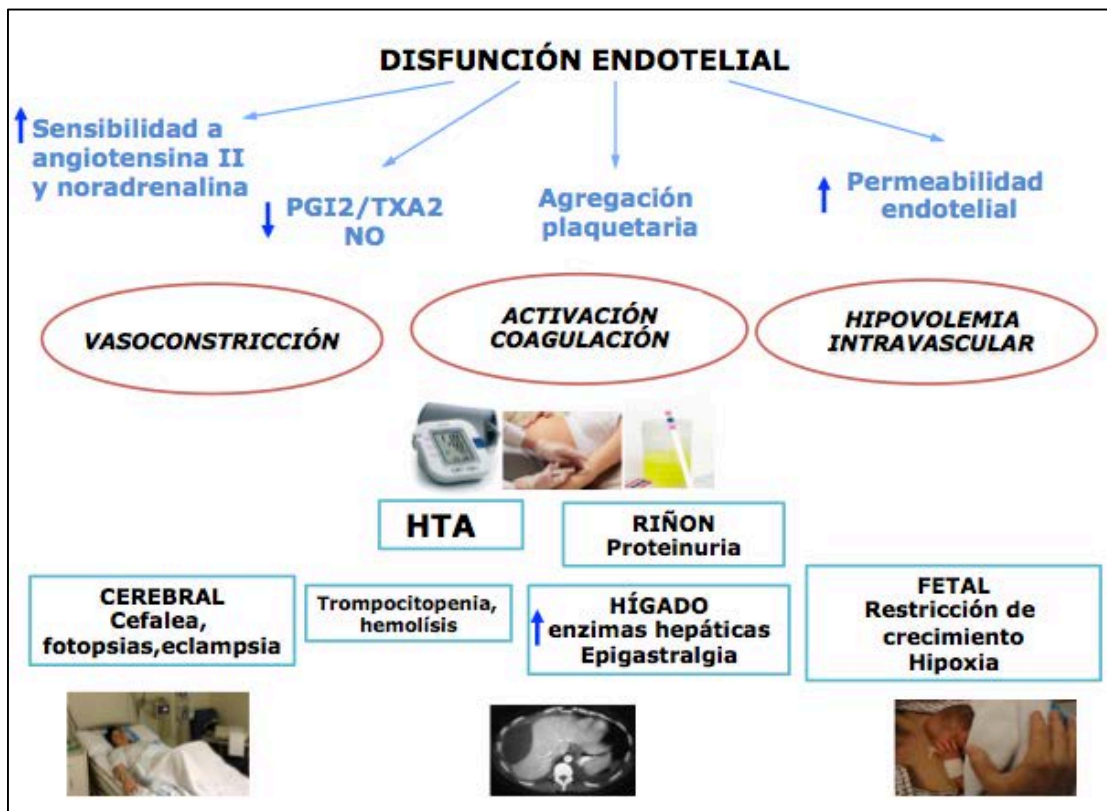 DISFUNCIÓN ENDOTELIAL
Sensibilidad a
angiotensina II
y noradrenalina
PGI2/TXA2
NO
Agregación
plaquetaria
Permeabilidad
endotelial
VASOCONSTRICCIÓN
ACTIVACIÓN
COAGULACIÓN
HIPOVOLEMIA
INTRAVASCULAR
HTA
RIÑON
Proteinuria
CEREBRAL
Cefalea,
fotopsias,eclampsia
Trompocitopenia,
hemolísis
HÍGADO
enzimas hepáticas
Epigastralgia
FETAL
Restricción de
crecimiento
Hipoxia